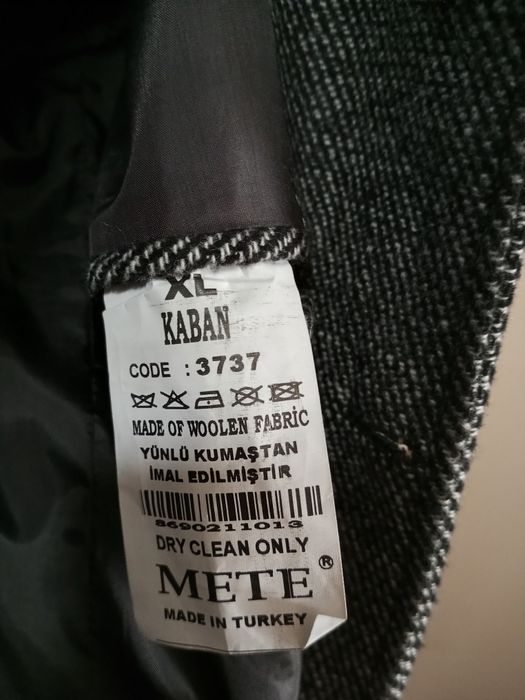 XL
KABAN
CODE : 3737
MADE OF WOOLEN FABRIC
YÜNLÜ KUMAŞTAN
İMAL EDİLMİŞTİR
8690211013
DRY CLEAN ONLY
METE®
MADE IN TURKEY